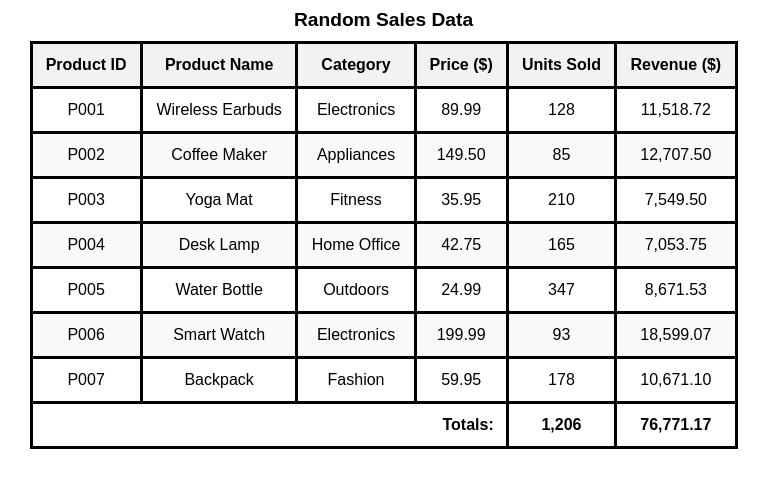 Random Sales Data
Product ID Product Name Category Price ($) Units Sold Revenue ($)
P001 Wireless Earbuds Electronics 89.99 128 11,518.72
P002 Coffee Maker Appliances 149.50 85 12,707.50
P003 Yoga Mat Fitness 35.95 210 7,549.50
P004 Desk Lamp Home Office 42.75 165 7,053.75
P005 Water Bottle Outdoors 24.99 347 8,671.53
P006 Smart Watch Electronics 199.99 93 18,599.07
P007 Backpack Fashion 59.95 178 10,671.10
Totals: 1,206 76,771.17